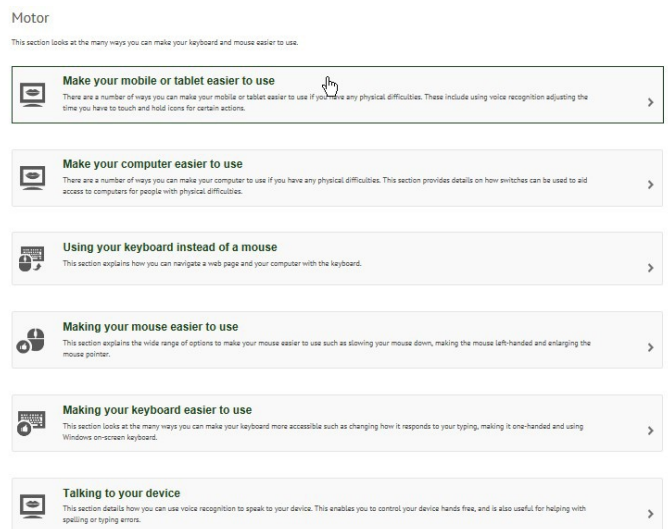 Motor
This section looks at the many ways you can make your keyboard and mouse easier to use.
Make your mobile or tablet easier to use
There are a number of ways you can make your mobile or tablet easier to use if you have any physical difficulties. These include using voice recognition adjusting the
time you have to touch and hold icons for certain actions.
Make your computer easier to use
There are a number of ways you can make your computer to use if you have any physical difficulties. This section provides details on how switches can be used to aid
access to computers for people with physical difficulties.
Using your keyboard instead of a mouse
This section explains how you can navigate a web page and your computer with the keyboard.
Making your mouse easier to use
This section explains the wide range of options to make your mouse easier to use such as slowing your mouse down, making the mouse left-handed and enlarging the
mouse pointer.
Making your keyboard easier to use
This section looks at the many ways you can make your keyboard more accessible such as changing how it responds to your typing, making it one-handed and using
Windows on-screen keyboard.
Talking to your device
This section details how you can use voice recognition to speak to your device. This enables you to control your device hands free, and is also useful for helping with
spelling or typing errors.